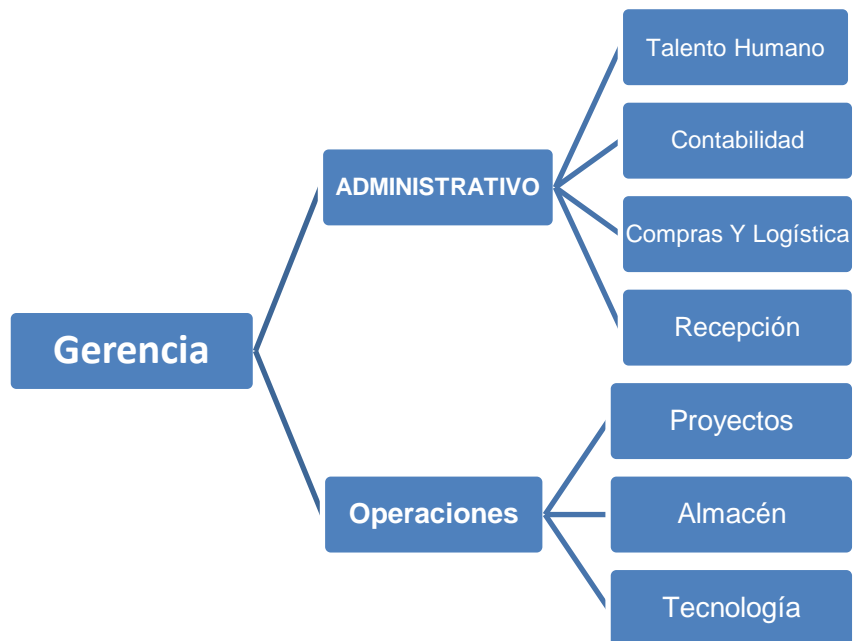 Gerencia
ADMINISTRATIVO
Talento Humano
Contabilidad
Compras Y Logística
Recepción
Operaciones
Proyectos
Almacén
Tecnología